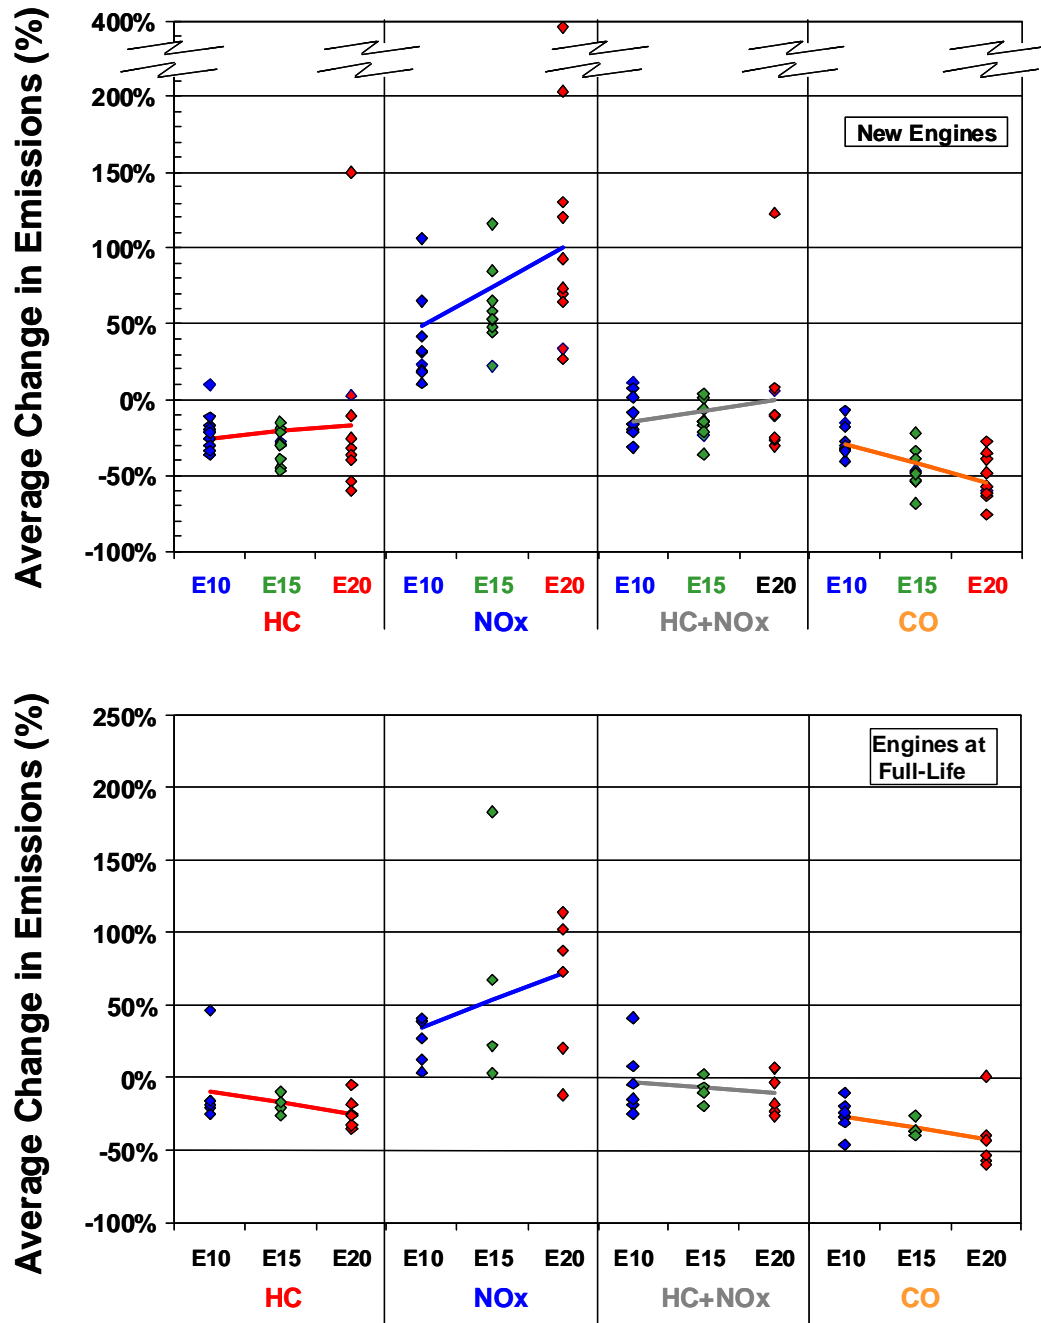 Average Change in Emissions (%)
400%
200%
150%
100%
50%
0%
-50%
-100%
New Engines
E10 E15 E20 E10 E15 E20 E10 E15 E20 E10 E15 E20
HC NOx HC+NOx CO
Average Change in Emissions (%)
250%
200%
150%
100%
50%
0%
-50%
-100%
Engines at
Full-Life
E10 E15 E20 E10 E15 E20 E10 E15 E20 E10 E15 E20
HC NOx HC+NOx CO